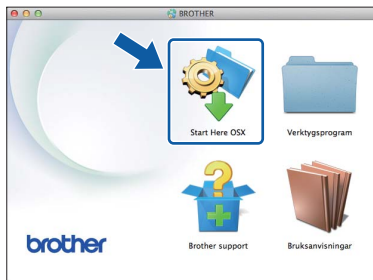 BROTHER
Start Here OSX
Verktygsprogram
Brother support
Bruksanvisningar
brother